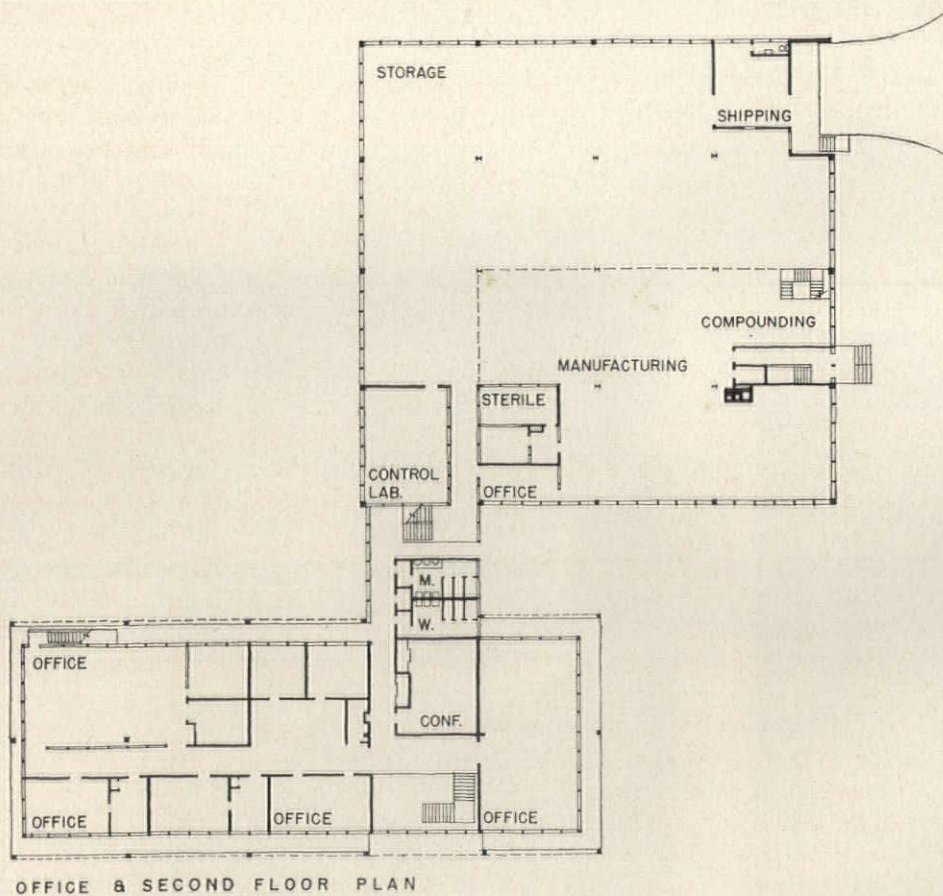 STORAGE
SHIPPING
COMPOUNDING
MANUFACTURING
STERILE
CONTROL
LAB.
OFFICE
M.
W.
OFFICE
CONF.
OFFICE
OFFICE
OFFICE
OFFICE & SECOND FLOOR PLAN